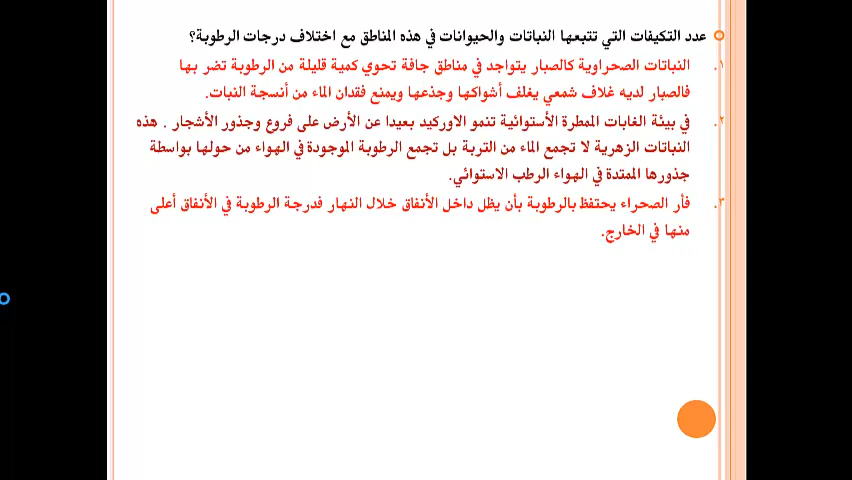 عدد التكيفات التي تتبعها النباتات والحيوانات في هذه المناطق مع اختلاف درجات الرطوبة؟
١. النباتات الصحراوية كالصبار يتواجد في مناطق جافة تحوي كمية قليلة من الرطوبة تضر بها
فالصبار لديه غلاف شمعي يغلف أشواكها وجذعها ويمنع فقدان الماء من أنسجة النبات.
٢. في بيئة الغابات الممطرة الأستوائية تنمو الاوركيد بعيدا عن الأرض على فروع وجذور الأشجار . هذه
النباتات الزهرية لا تجمع الماء من التربة بل تجمع الرطوبة الموجودة في الهواء من حولها بواسطة
جذورها الممتدة في الهواء الرطب الاستوائي.
٣. فأر الصحراء يحتفظ بالرطوبة بأن يظل داخل الأنفاق خلال النهار فدرجة الرطوبة في الأنفاق أعلى
منها في الخارج.